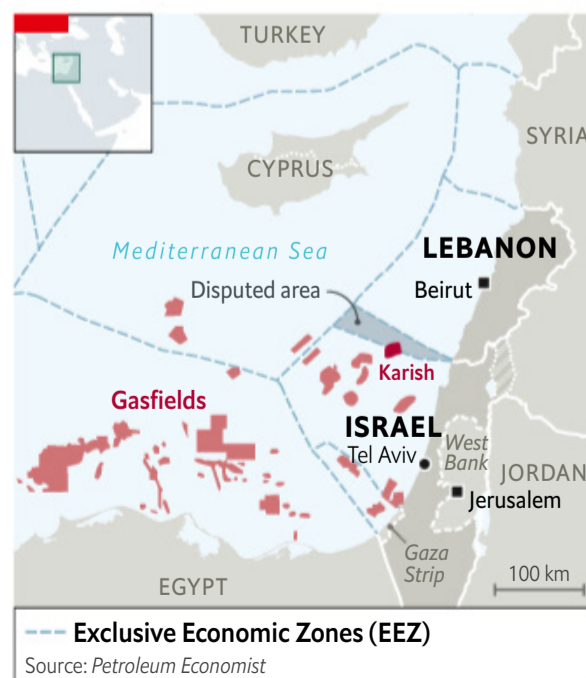 TURKEY
SYRIA
CYPRUS
Mediterranean Sea
LEBANON
Disputed area
Beirut
Karish
Gasfields
ISRAEL
Tel Aviv
West
Bank
JORDAN
Jerusalem
Gaza
Strip
EGYPT
100 km
Exclusive Economic Zones (EEZ)
Source: Petroleum Economist